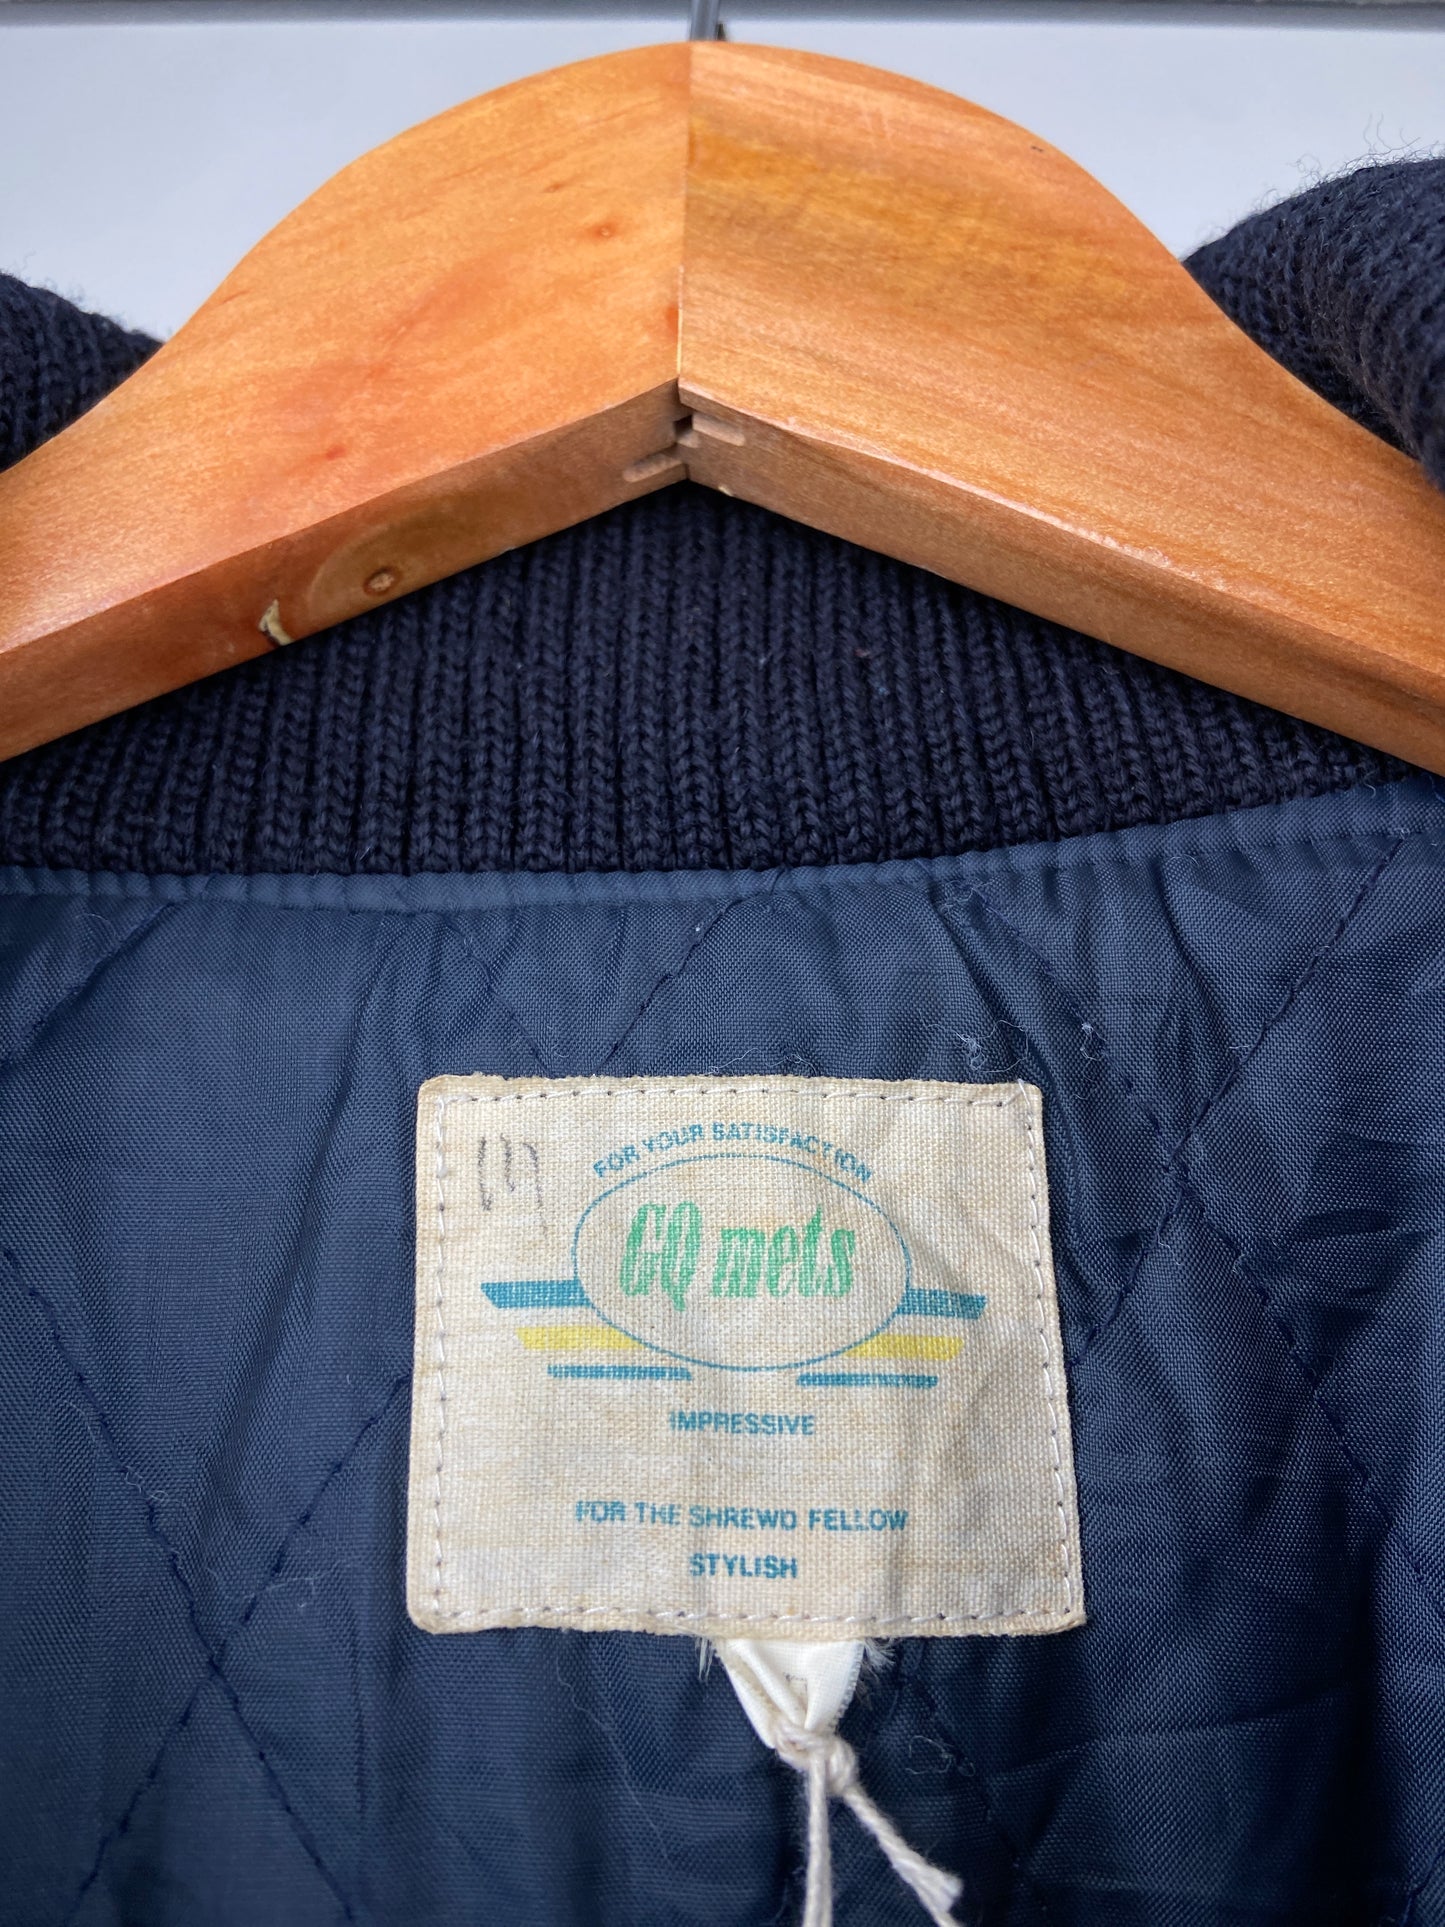 FOR YOUR SATISFACTION
GQ mets
IMPRESSIVE
FOR THE SHREWD FELLOW
STYLISH